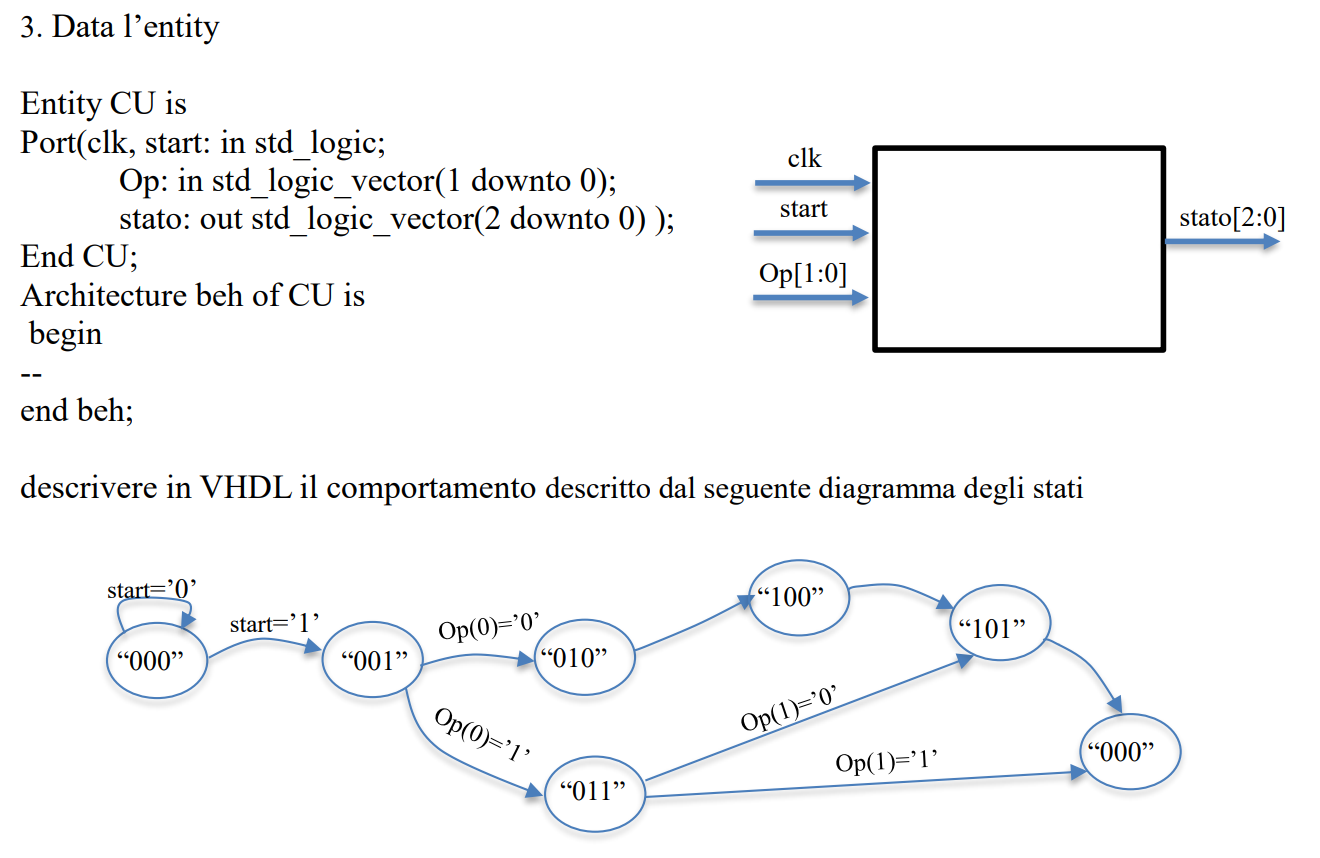 3. Data l’entity
Entity CU is
Port(clk, start: in std_logic;
Op: in std_logic_vector(1 downto 0);
stato: out std_logic_vector(2 downto 0) );
End CU;
Architecture beh of CU is
begin
--
end beh;
clk
start
Op[1:0]
stato[2:0]
descrivere in VHDL il comportamento descritto dal seguente diagramma degli stati
start=’0’
“000”
start=’1’
“001”
Op(0)=’0’
“010”
Op(0)=’1’
“011”
“100”
“101”
Op(1)=’0’
Op(1)=’1’
“000”